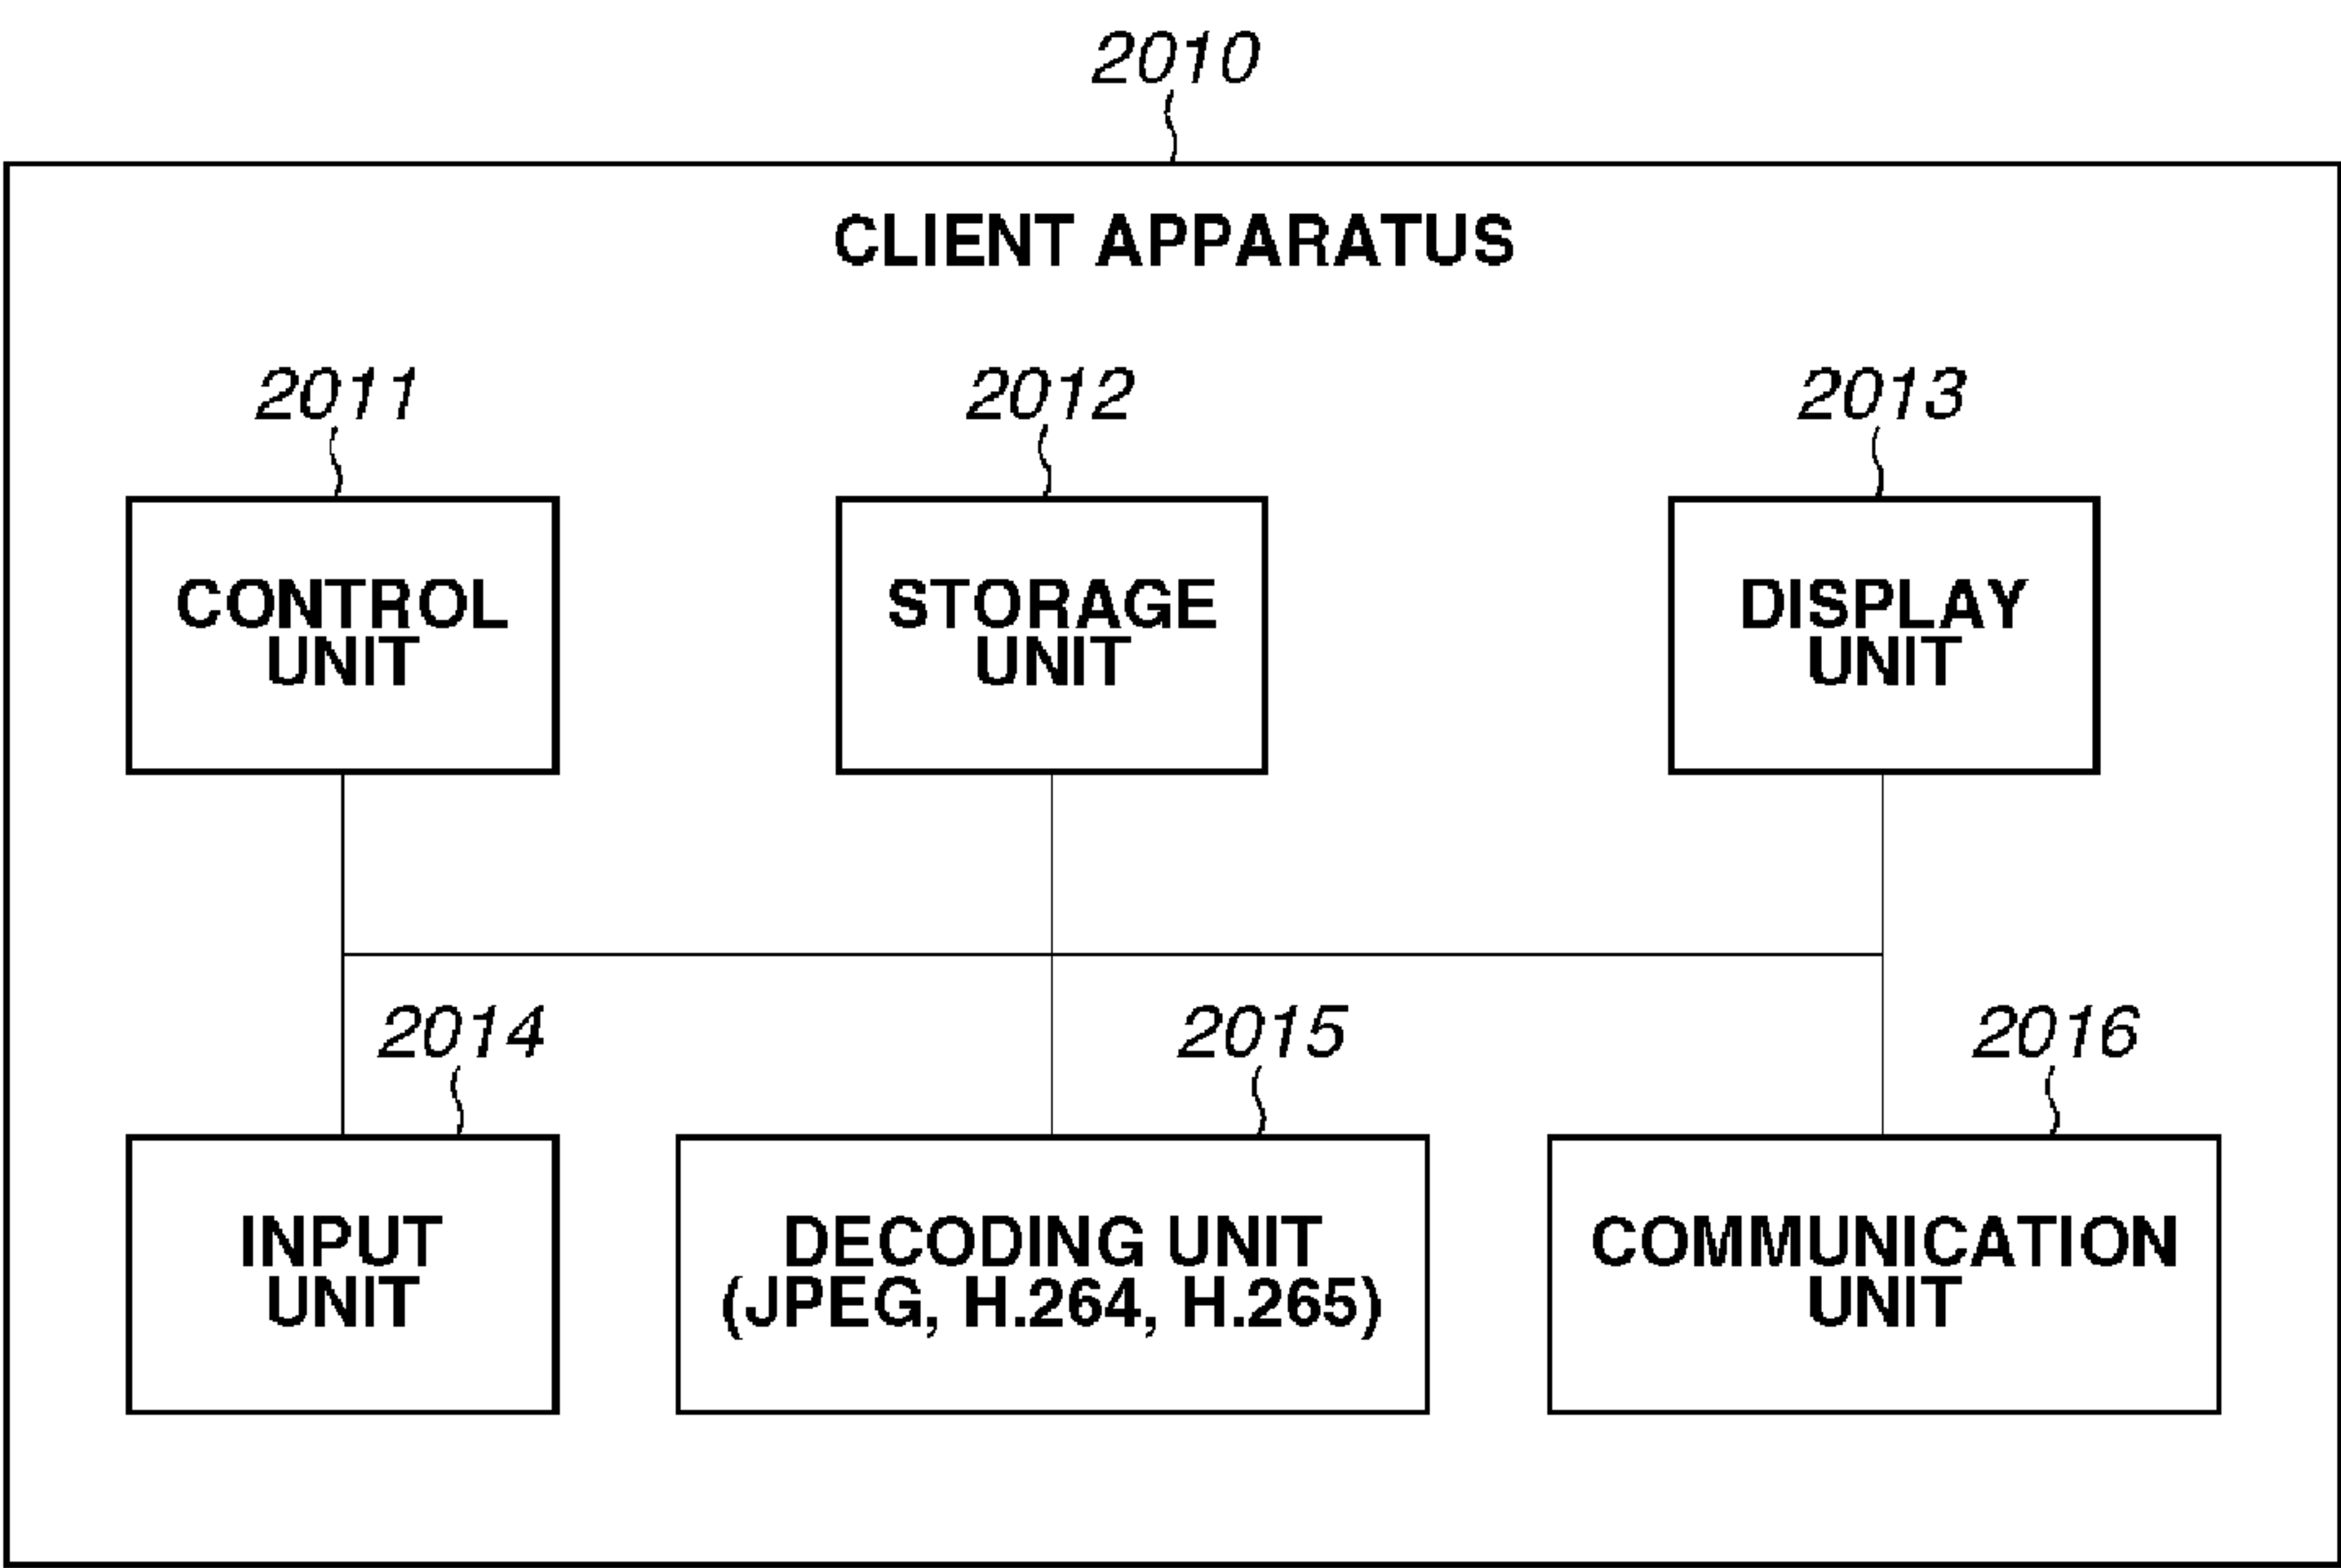 2010
CLIENT APPARATUS
2011
2012
2013
CONTROL
UNIT
STORAGE
UNIT
DISPLAY
UNIT
2014
2015
2016
INPUT
UNIT
DECODING UNIT
(JPEG, H.264, H.265)
COMMUNICATION
UNIT